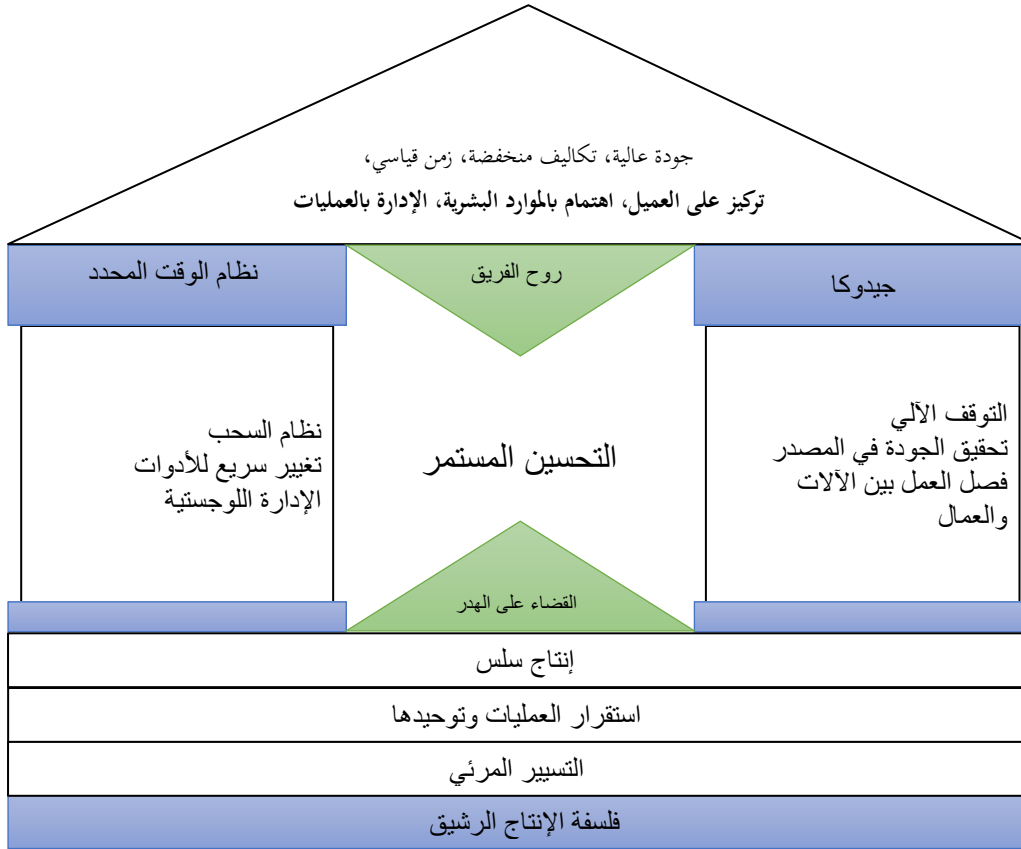 جودة عالية، تكاليف منخفضة، زمن قياسي،
تركيز على العميل، اهتمام بالموارد البشرية، الإدارة بالعمليات
جيدوكا
روح الفريق
نظام الوقت المحدد
التوقف الآلي
تحقيق الجودة في المصدر
فصل العمل بين الآلات
والعمال
التحسين المستمر
نظام السحب
تغيير سريع للأدوات
الإدارة اللوجستية
القضاء على الهدر
إنتاج سلس
استقرار العمليات وتوحيدها
التسيير المرئي
فلسفة الإنتاج الرشيق